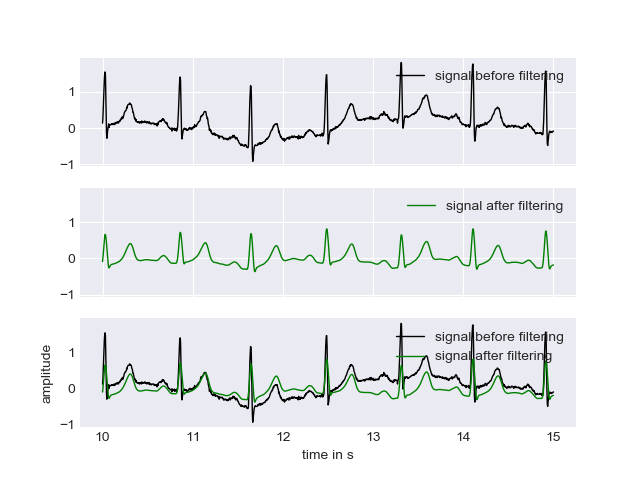 signal before filtering
1
0
−1
signal after filtering
1
0
−1
signal before filtering
signal after filtering
1
0
−1
amplitude
10 11 12 13 14 15
time in s